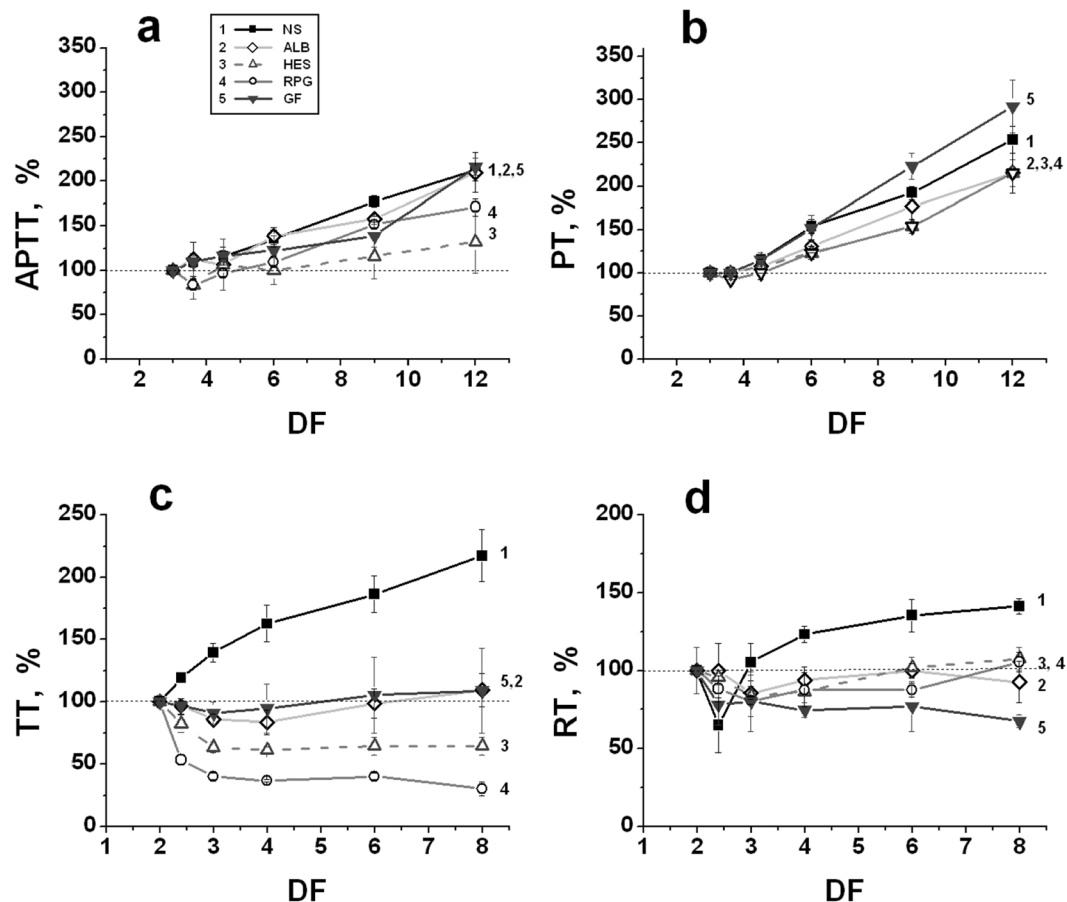 a
1 NS
2 ALB
3 HES
4 RPG
5 GF
350
300
250
200
150
100
50
0
APTT, %
1,2,5
4
3
2 4 6 8 10 12
DF
b
350
300
250
200
150
100
50
0
PT, %
5
1
2,3,4
2 4 6 8 10 12
DF
c
250
200
150
100
50
0
TT, %
1
5,2
3
4
1 2 3 4 5 6 7 8
DF
d
200
150
100
50
0
RT, %
1
3, 4
2
5
1 2 3 4 5 6 7 8
DF